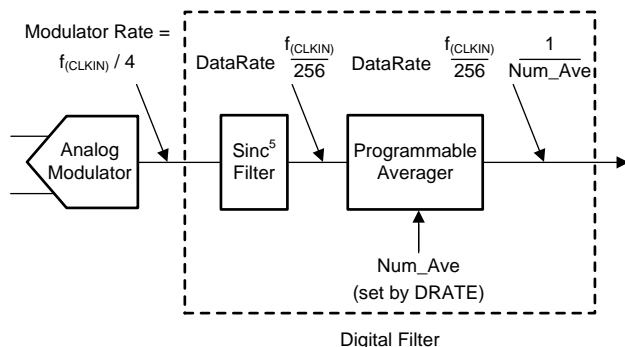 Modulator Rate =
f(CLKIN) / 4
DataRate f(CLKIN)/256
DataRate f(CLKIN)/256 1/Num_Ave
Analog
Modulator
Sinc⁵
Filter
Programmable
Averager
Num_Ave
(set by DRATE)
Digital Filter